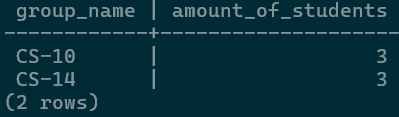 group_name | amount_of_students
------------+--------------------
CS-10 | 3
CS-14 | 3
(2 rows)